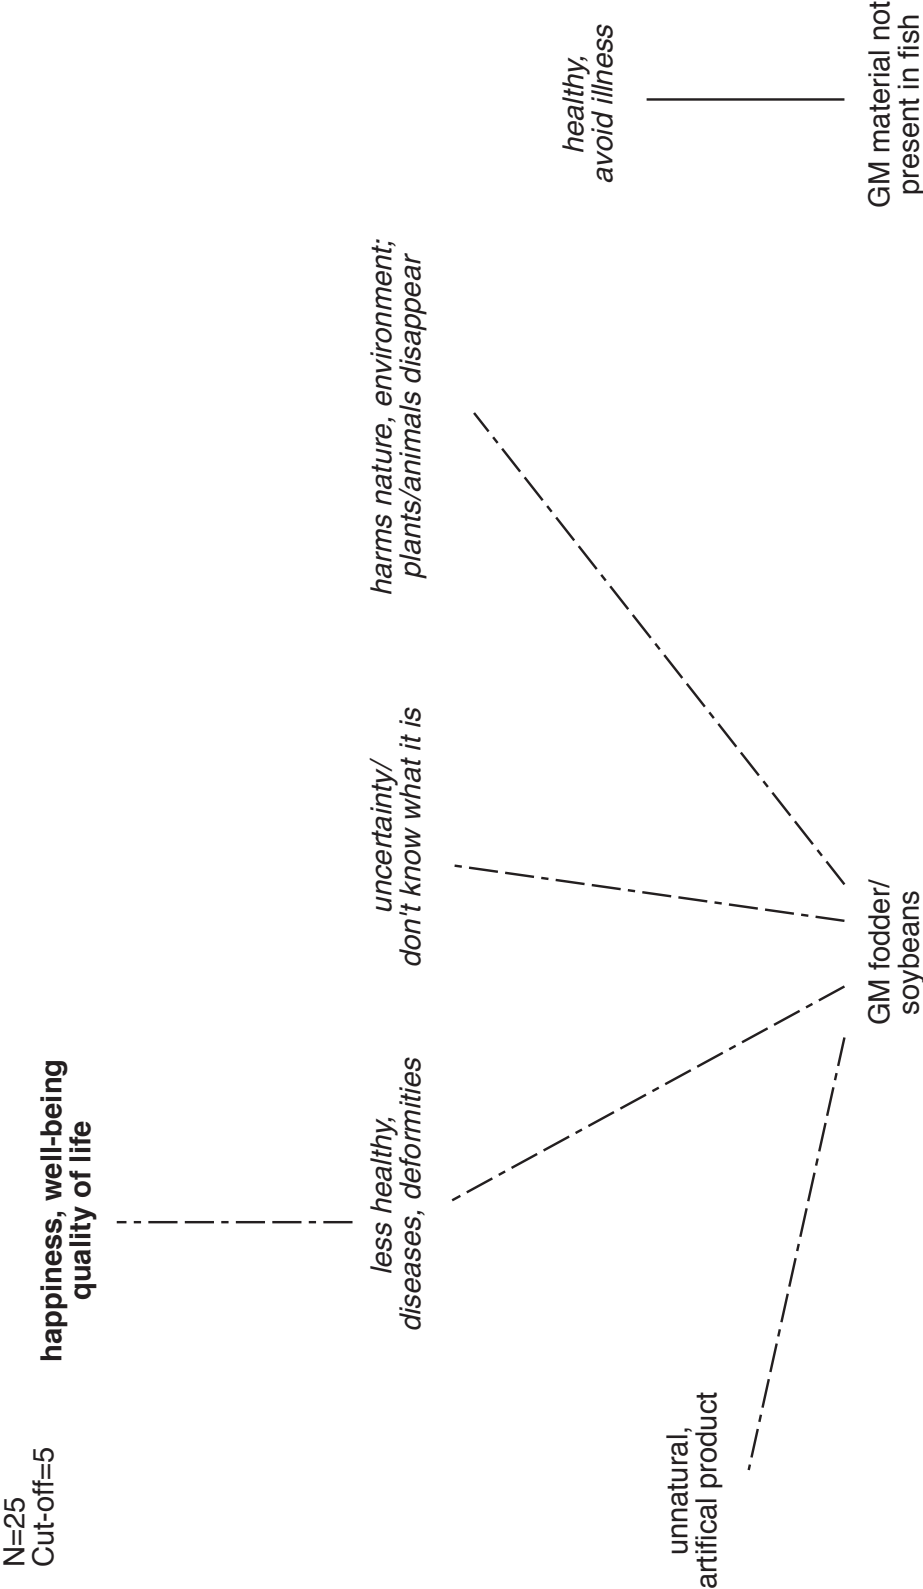 N=25
Cut-off=5
happiness, well-being
quality of life
less healthy,
diseases, deformities
uncertainty/
don't know what it is
harms nature, environment;
plants/animals disappear
healthy,
avoid illness
unnatural,
artifical product
GM fodder/
soybeans
GM material not
present in fish